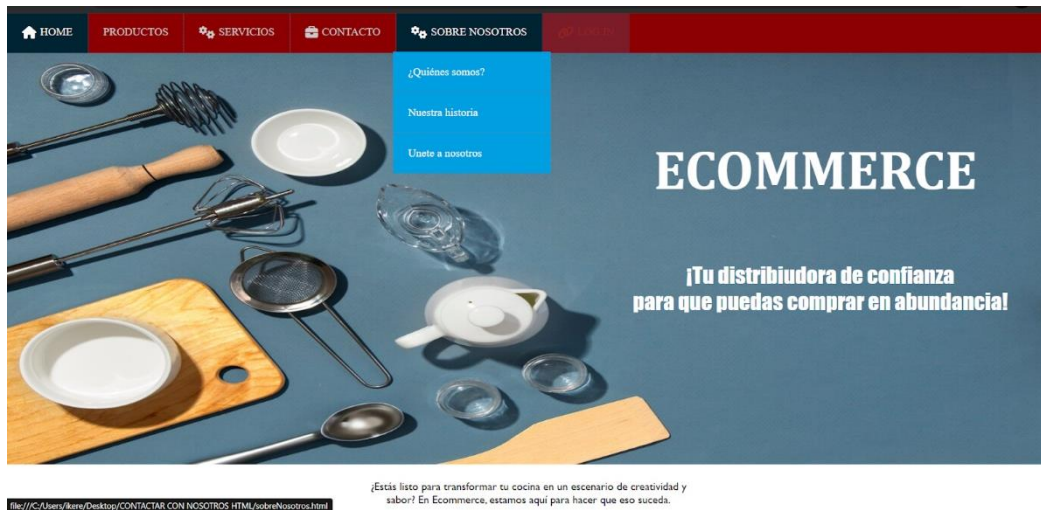 HOME
PRODUCTOS
SERVICIOS
CONTACTO
SOBRE NOSOTROS
LOG IN
¿Quiénes somos?
Nuestra historia
Unete a nosotros
ECOMMERCE
¡Tu distribiudora de confianza
para que puedas comprar en abundancia!
¿Estás listo para transformar tu cocina en un escenario de creatividad y
sabor? En Ecommerce, estamos aquí para hacer que eso suceda.
file:///C:/Users/ikere/Desktop/CONTACTAR CON NOSOTROS HTML/sobreNosotros.html